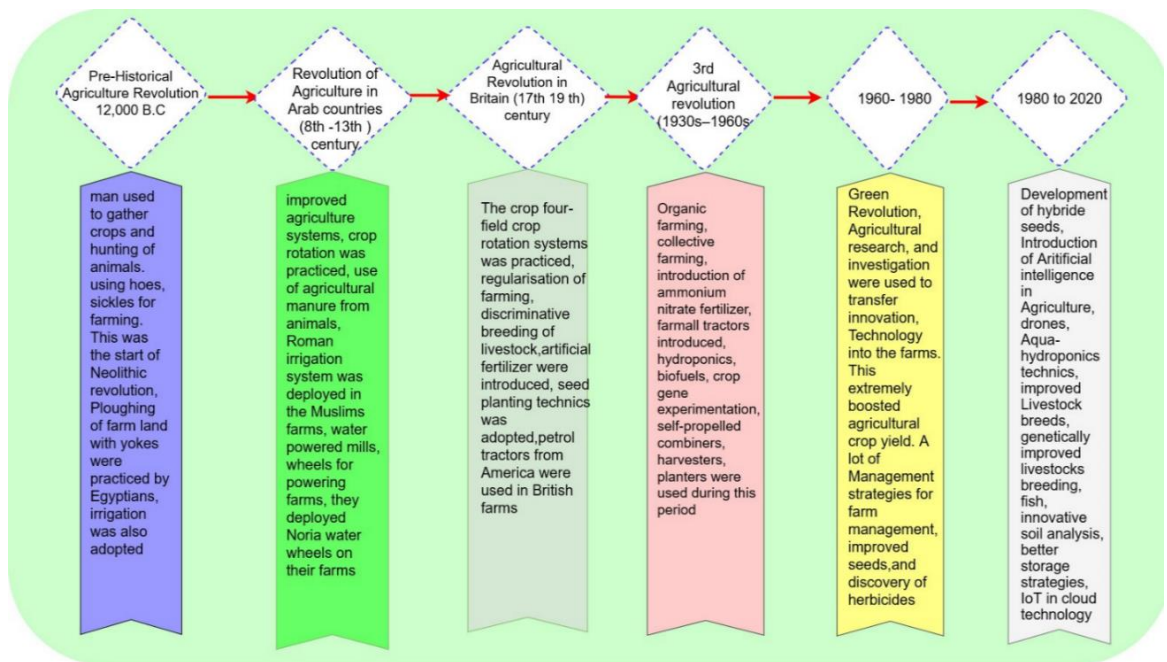 Pre-Historical
Agriculture Revolution
12,000 B.C
Revolution of
Agriculture in
Arab countries
(8th -13th )
century.
Agricultural
Revolution in
Britain (17th 19 th)
century
3rd
Agricultural
revolution
(1930s–1960s
1960- 1980
1980 to 2020
man used
to gather
crops and
hunting of
animals.
using hoes,
sickles for
farming.
This was
the start of
Neolithic
revolution,
Ploughing
of farm land
with yokes
were
practiced by
Egyptians,
irrigation
was also
adopted
improved
agriculture
systems, crop
rotation was
practiced, use
of agricultural
manure from
animals,
Roman
irrigation
system was
deployed in
the Muslims
farms, water
powered mills,
wheels for
powering
farms, they
deployed
Noria water
wheels on
their farms
The crop four-
field crop
rotation systems
was practiced,
regularisation of
farming,
discriminative
breeding of
livestock,artificial
fertilizer were
introduced, seed
planting technics
was
adopted,petrol
tractors from
America were
used in British
farms
Organic
farming,
collective
farming,
introduction of
ammonium
nitrate fertilizer,
farmall tractors
introduced,
hydroponics,
biofuels, crop
gene
experimentation,
self-propelled
combiners,
harvesters,
planters were
used during this
period
Green
Revolution,
Agricultural
research, and
investigation
were used to
transfer
innovation,
Technology
into the farms.
This
extremely
boosted
agricultural
crop yield. A
lot of
Management
strategies for
farm
management,
improved
seeds,and
discovery of
herbicides
Development
of hybride
seeds,
Introduction
of Aritificial
intelligence
in
Agriculture,
drones,
Aqua-
hydroponics
technics,
improved
Livestock
breeds,
genetically
improved
livestocks
breeding,
fish,
innovative
soil analysis,
better
storage
strategies,
IoT in cloud
technology